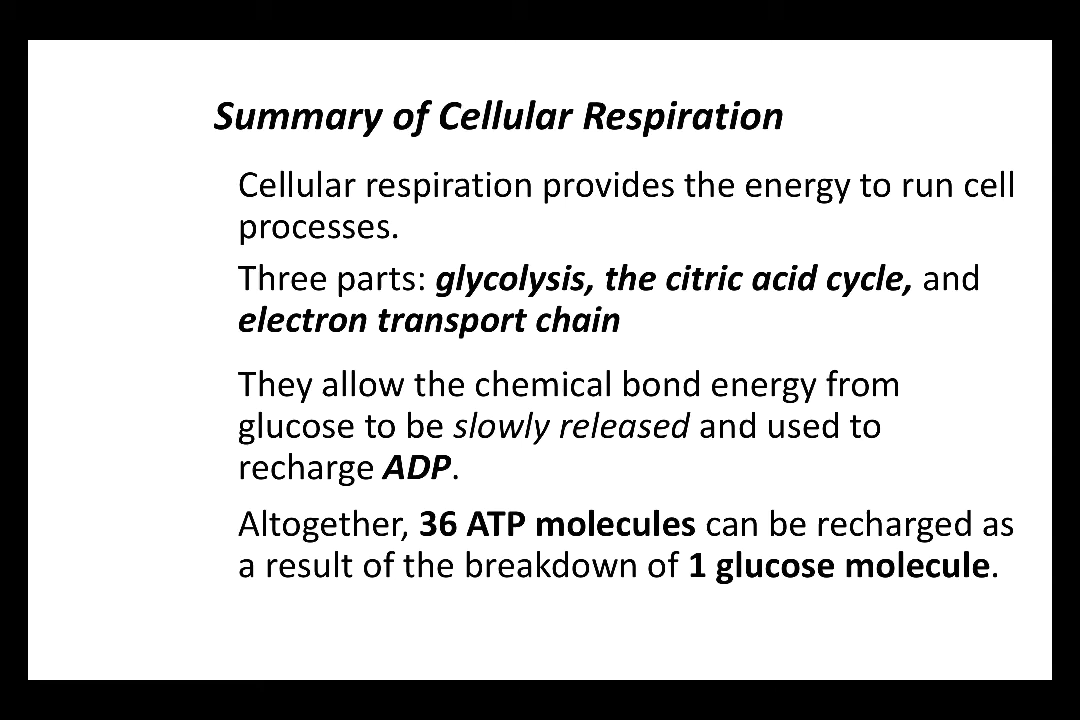 Summary of Cellular Respiration
Cellular respiration provides the energy to run cell
processes.
Three parts: glycolysis, the citric acid cycle, and
electron transport chain
They allow the chemical bond energy from
glucose to be slowly released and used to
recharge ADP.
Altogether, 36 ATP molecules can be recharged as
a result of the breakdown of 1 glucose molecule.